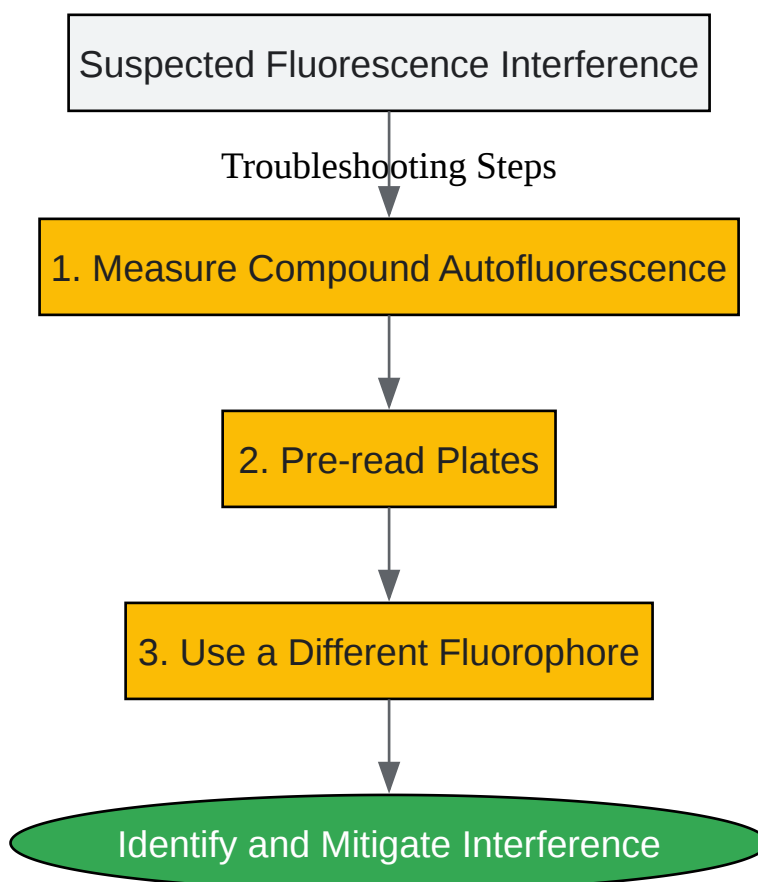 Suspected Fluorescence Interference
Troubleshooting Steps
1. Measure Compound Autofluorescence
2. Pre-read Plates
3. Use a Different Fluorophore
Identify and Mitigate Interference